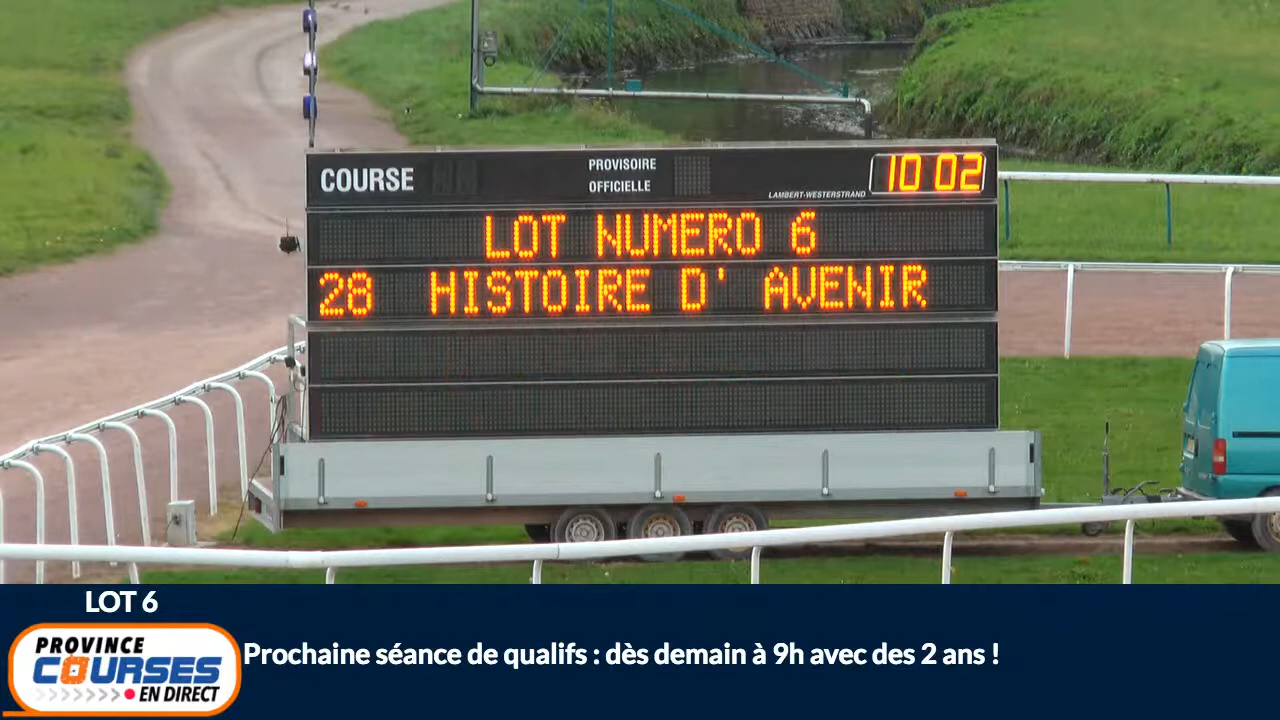 COURSE
PROVISOIRE
OFFICIELLE
LAMBERT-WESTERSTRAND
10 02
LOT NUMERO 6
28 HISTOIRE D' AVENIR
LOT 6
PROVINCE
COURSES
EN DIRECT
Prochaine séance de qualifs : dès demain à 9h avec des 2 ans !